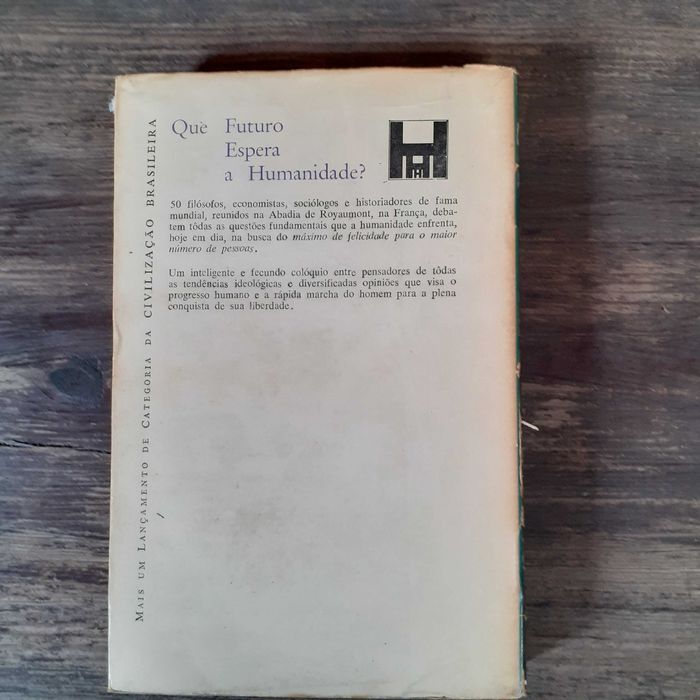 Que Futuro
Espera
a Humanidade?
50 filósofos, economistas, sociólogos e historiadores de fama
mundial, reunidos na Abadia de Royaumont, na França, deba-
tem tôdas as questões fundamentais que a humanidade enfrenta,
hoje em dia, na busca do máximo de felicidade para o maior
número de pessoas.
Um inteligente e fecundo colóquio entre pensadores de tôdas
as tendências ideológicas e diversificadas opiniões que visa o
progresso humano e a rápida marcha do homem para a plena
conquista de sua liberdade.
MAIS UM LANÇAMENTO DE CATEGORIA DA CIVILIZAÇÃO BRASILEIRA